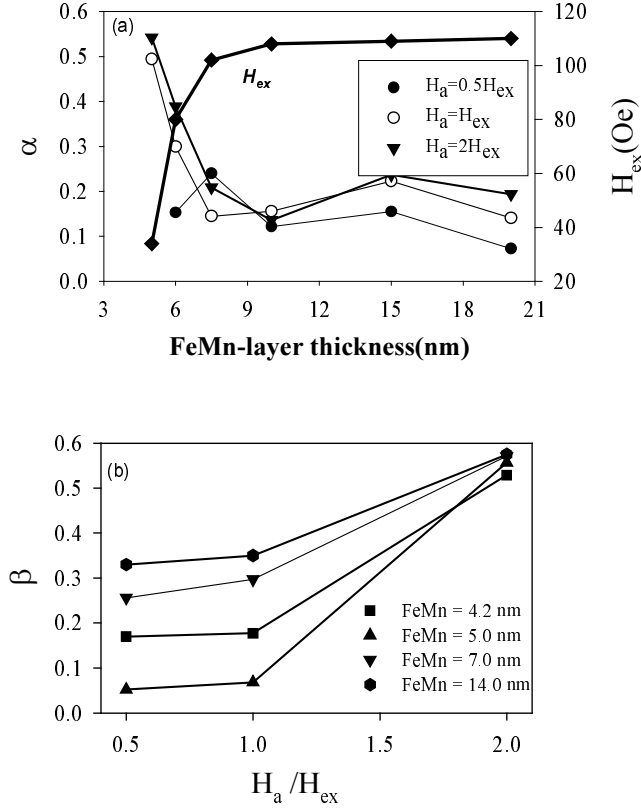 (a)
α
0.6
0.5
0.4
0.3
0.2
0.1
0.0
H_ex
H_a=0.5H_ex
H_a=H_ex
H_a=2H_ex
120
100
80
60
40
20
H_ex(Oe)
3 6 9 12 15 18 21
FeMn-layer thickness(nm)
(b)
β
0.6
0.5
0.4
0.3
0.2
0.1
0.0
FeMn = 4.2 nm
FeMn = 5.0 nm
FeMn = 7.0 nm
FeMn = 14.0 nm
0.5 1.0 1.5 2.0
H_a /H_ex